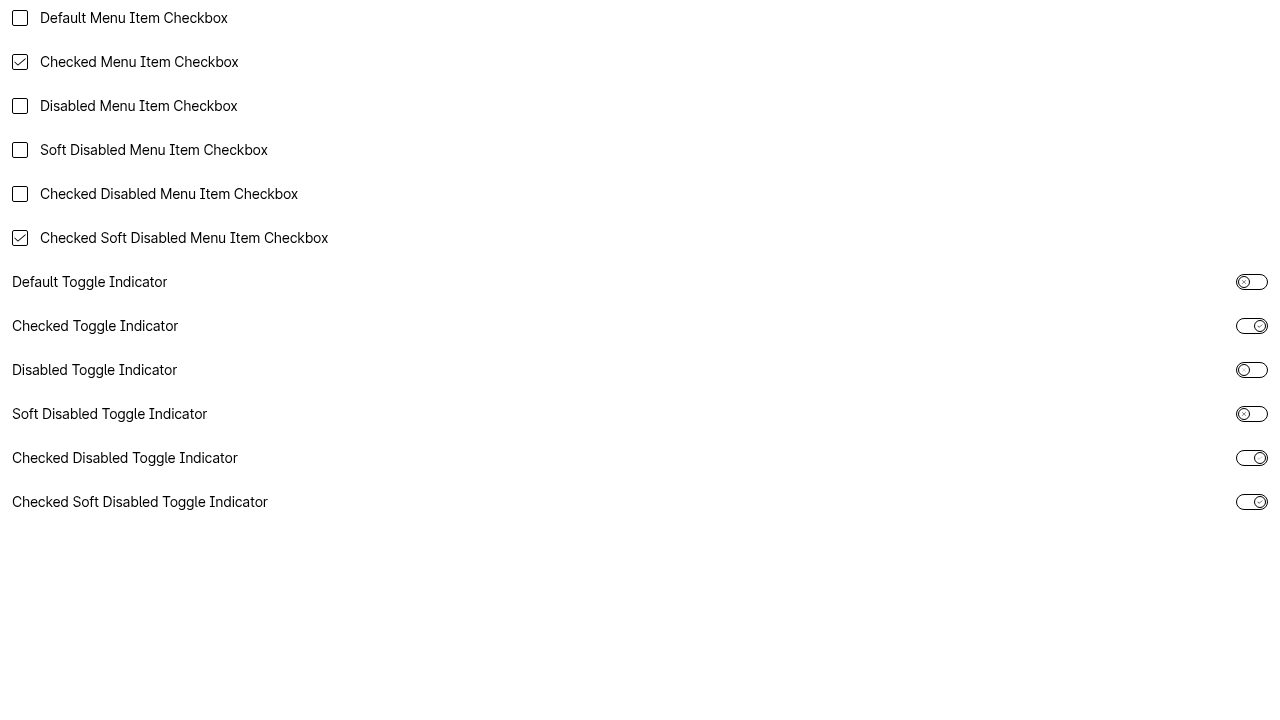 Default Menu Item Checkbox
Checked Menu Item Checkbox
Disabled Menu Item Checkbox
Soft Disabled Menu Item Checkbox
Checked Disabled Menu Item Checkbox
Checked Soft Disabled Menu Item Checkbox
Default Toggle Indicator
Checked Toggle Indicator
Disabled Toggle Indicator
Soft Disabled Toggle Indicator
Checked Disabled Toggle Indicator
Checked Soft Disabled Toggle Indicator